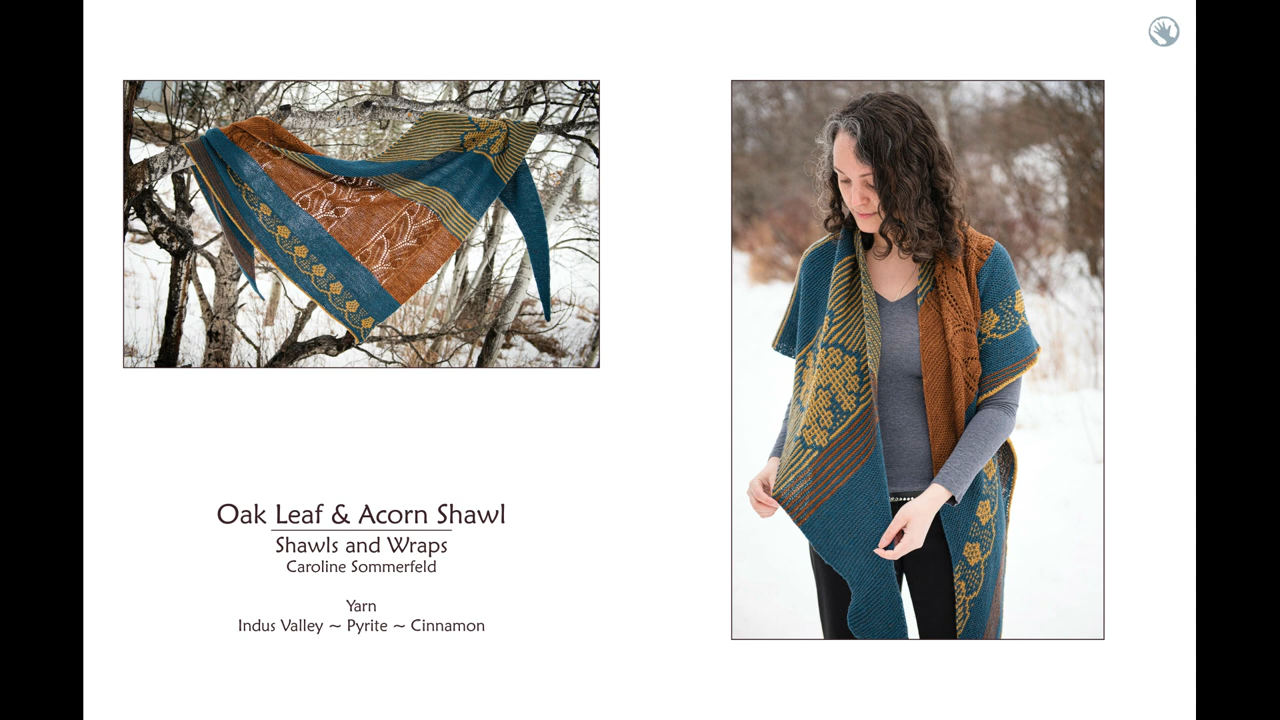 Oak Leaf & Acorn Shawl
Shawls and Wraps
Caroline Sommerfeld
Yarn
Indus Valley ~ Pyrite ~ Cinnamon